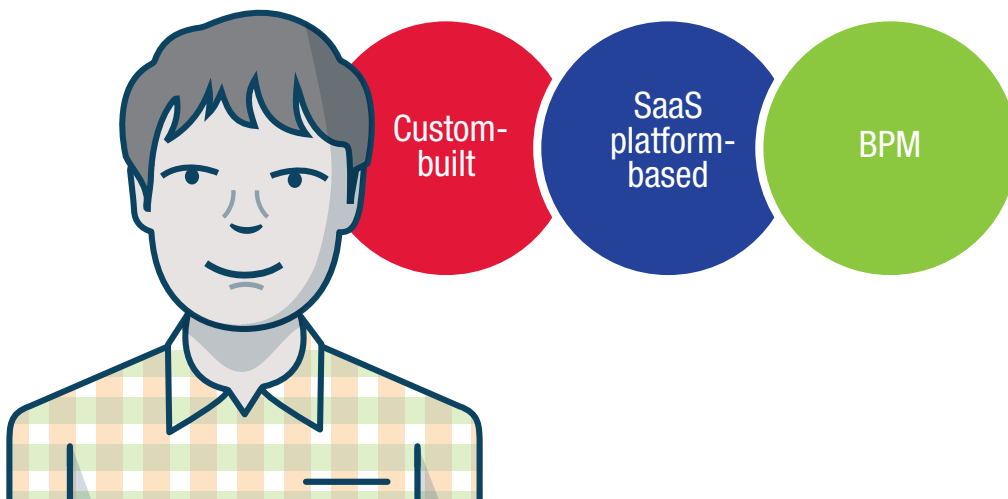 Custom-
built
SaaS
platform-
based
BPM